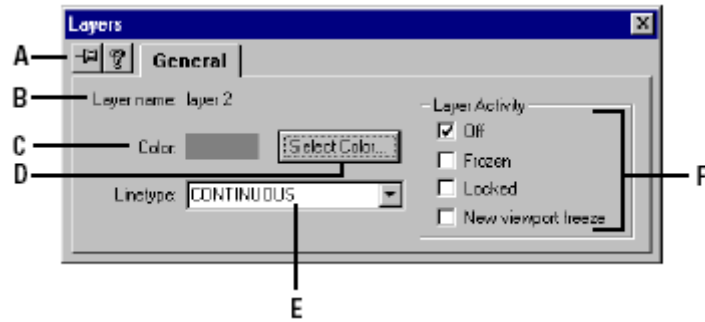 Layers
A
General
B
Layer name: layer 2
C
Color:
Select Color...
D
Linetype: CONTINUOUS
E
Layer Activity
Off
Frozen
Locked
New viewport freeze
F